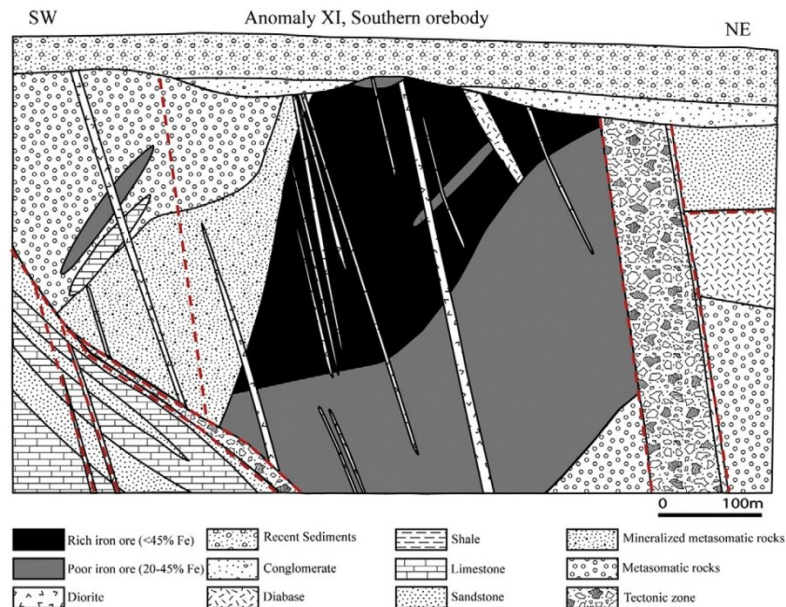 SW
Anomaly XI, Southern orebody
NE
0 100m
Rich iron ore (<45% Fe)
Recent Sediments
Shale
Mineralized metasomatic rocks
Poor iron ore (20-45% Fe)
Conglomerate
Limestone
Metasomatic rocks
Diorite
Diabase
Sandstone
Tectonic zone